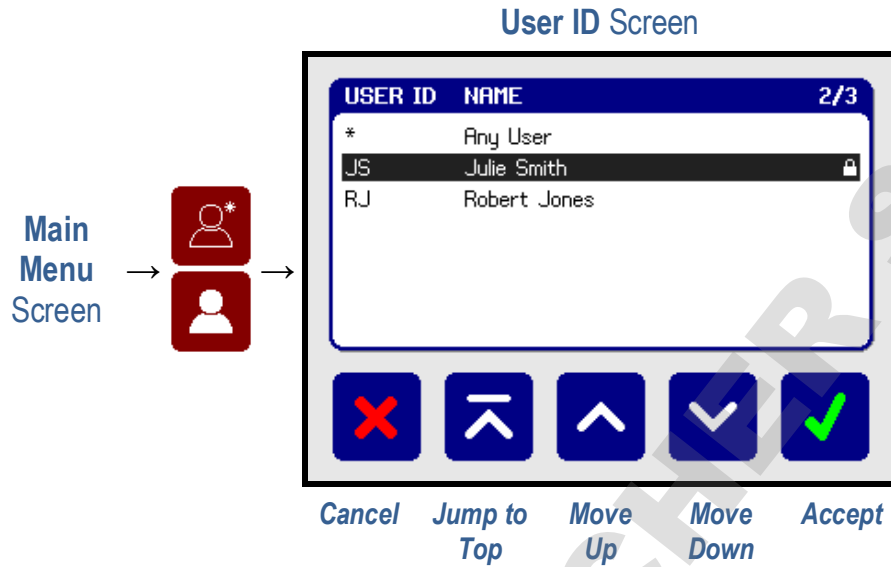 User ID Screen
USER ID NAME 2/3
* Any User
JS Julie Smith
RJ Robert Jones
Main
Menu
Screen
→ * →
Cancel Jump to Top Move Up Move Down Accept